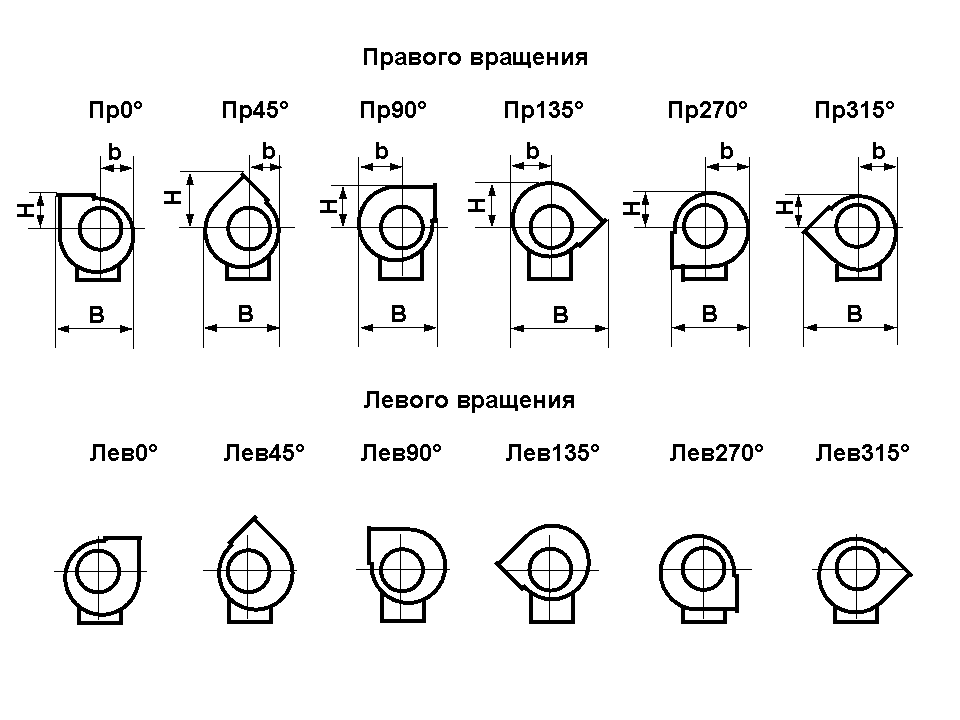 Правого вращения
Пр0° Пр45° Пр90° Пр135° Пр270° Пр315°
b b b b b b
H H H H H H
B B B B B B
Левого вращения
Лев0° Лев45° Лев90° Лев135° Лев270° Лев315°